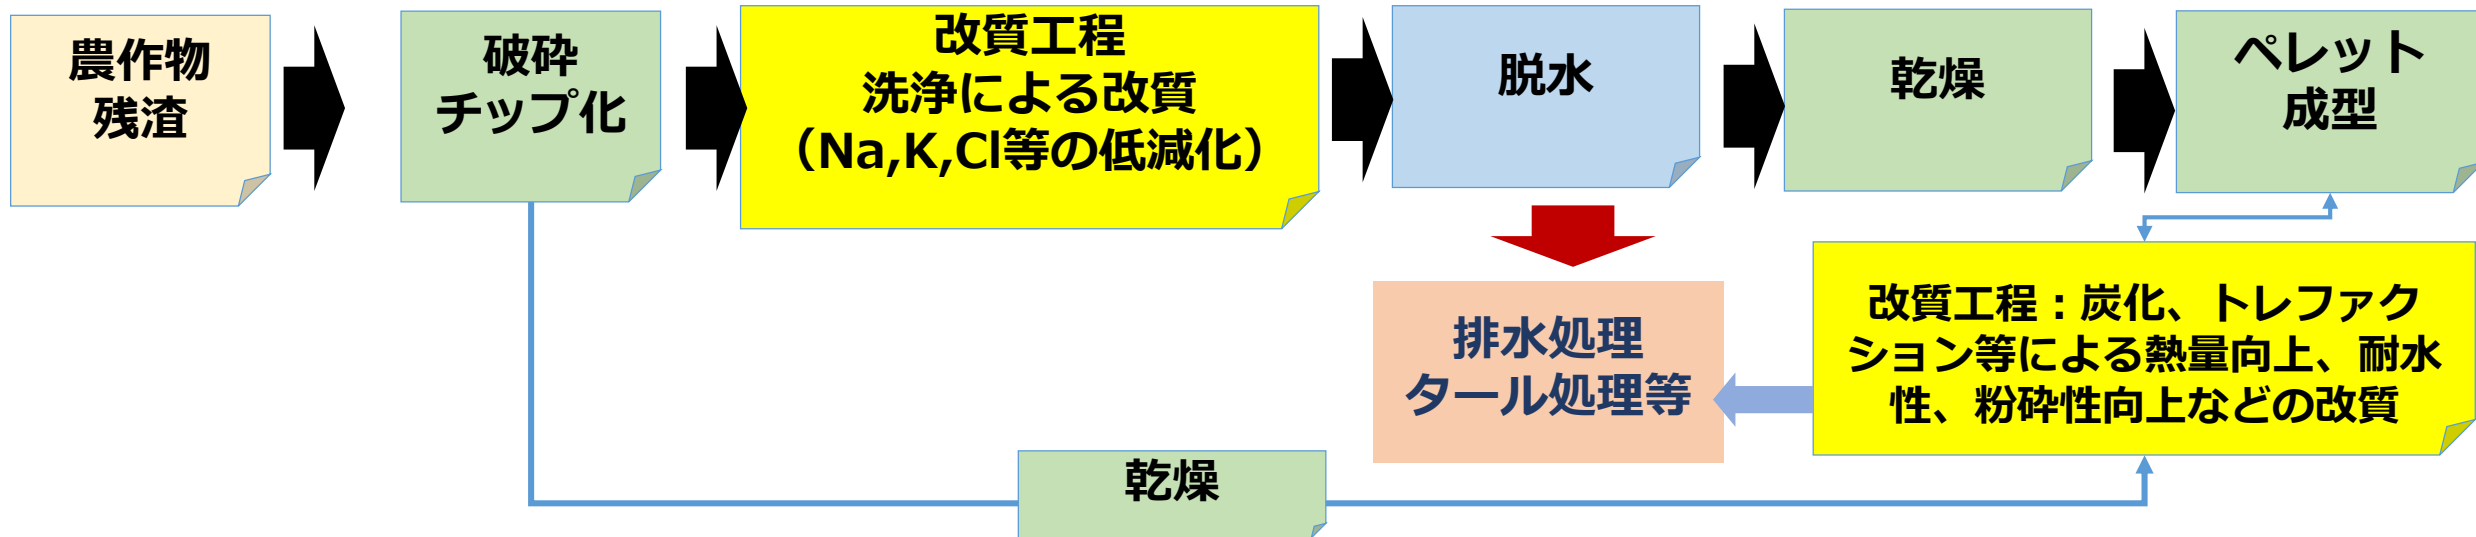 農作物
残渣
破砕
チップ化
改質工程
洗浄による改質
（Na,K,Cl等の低減化）
脱水
乾燥
ペレット
成型
排水処理
タール処理等
改質工程：炭化、トレファク
ション等による熱量向上、耐水
性、粉砕性向上などの改質
乾燥